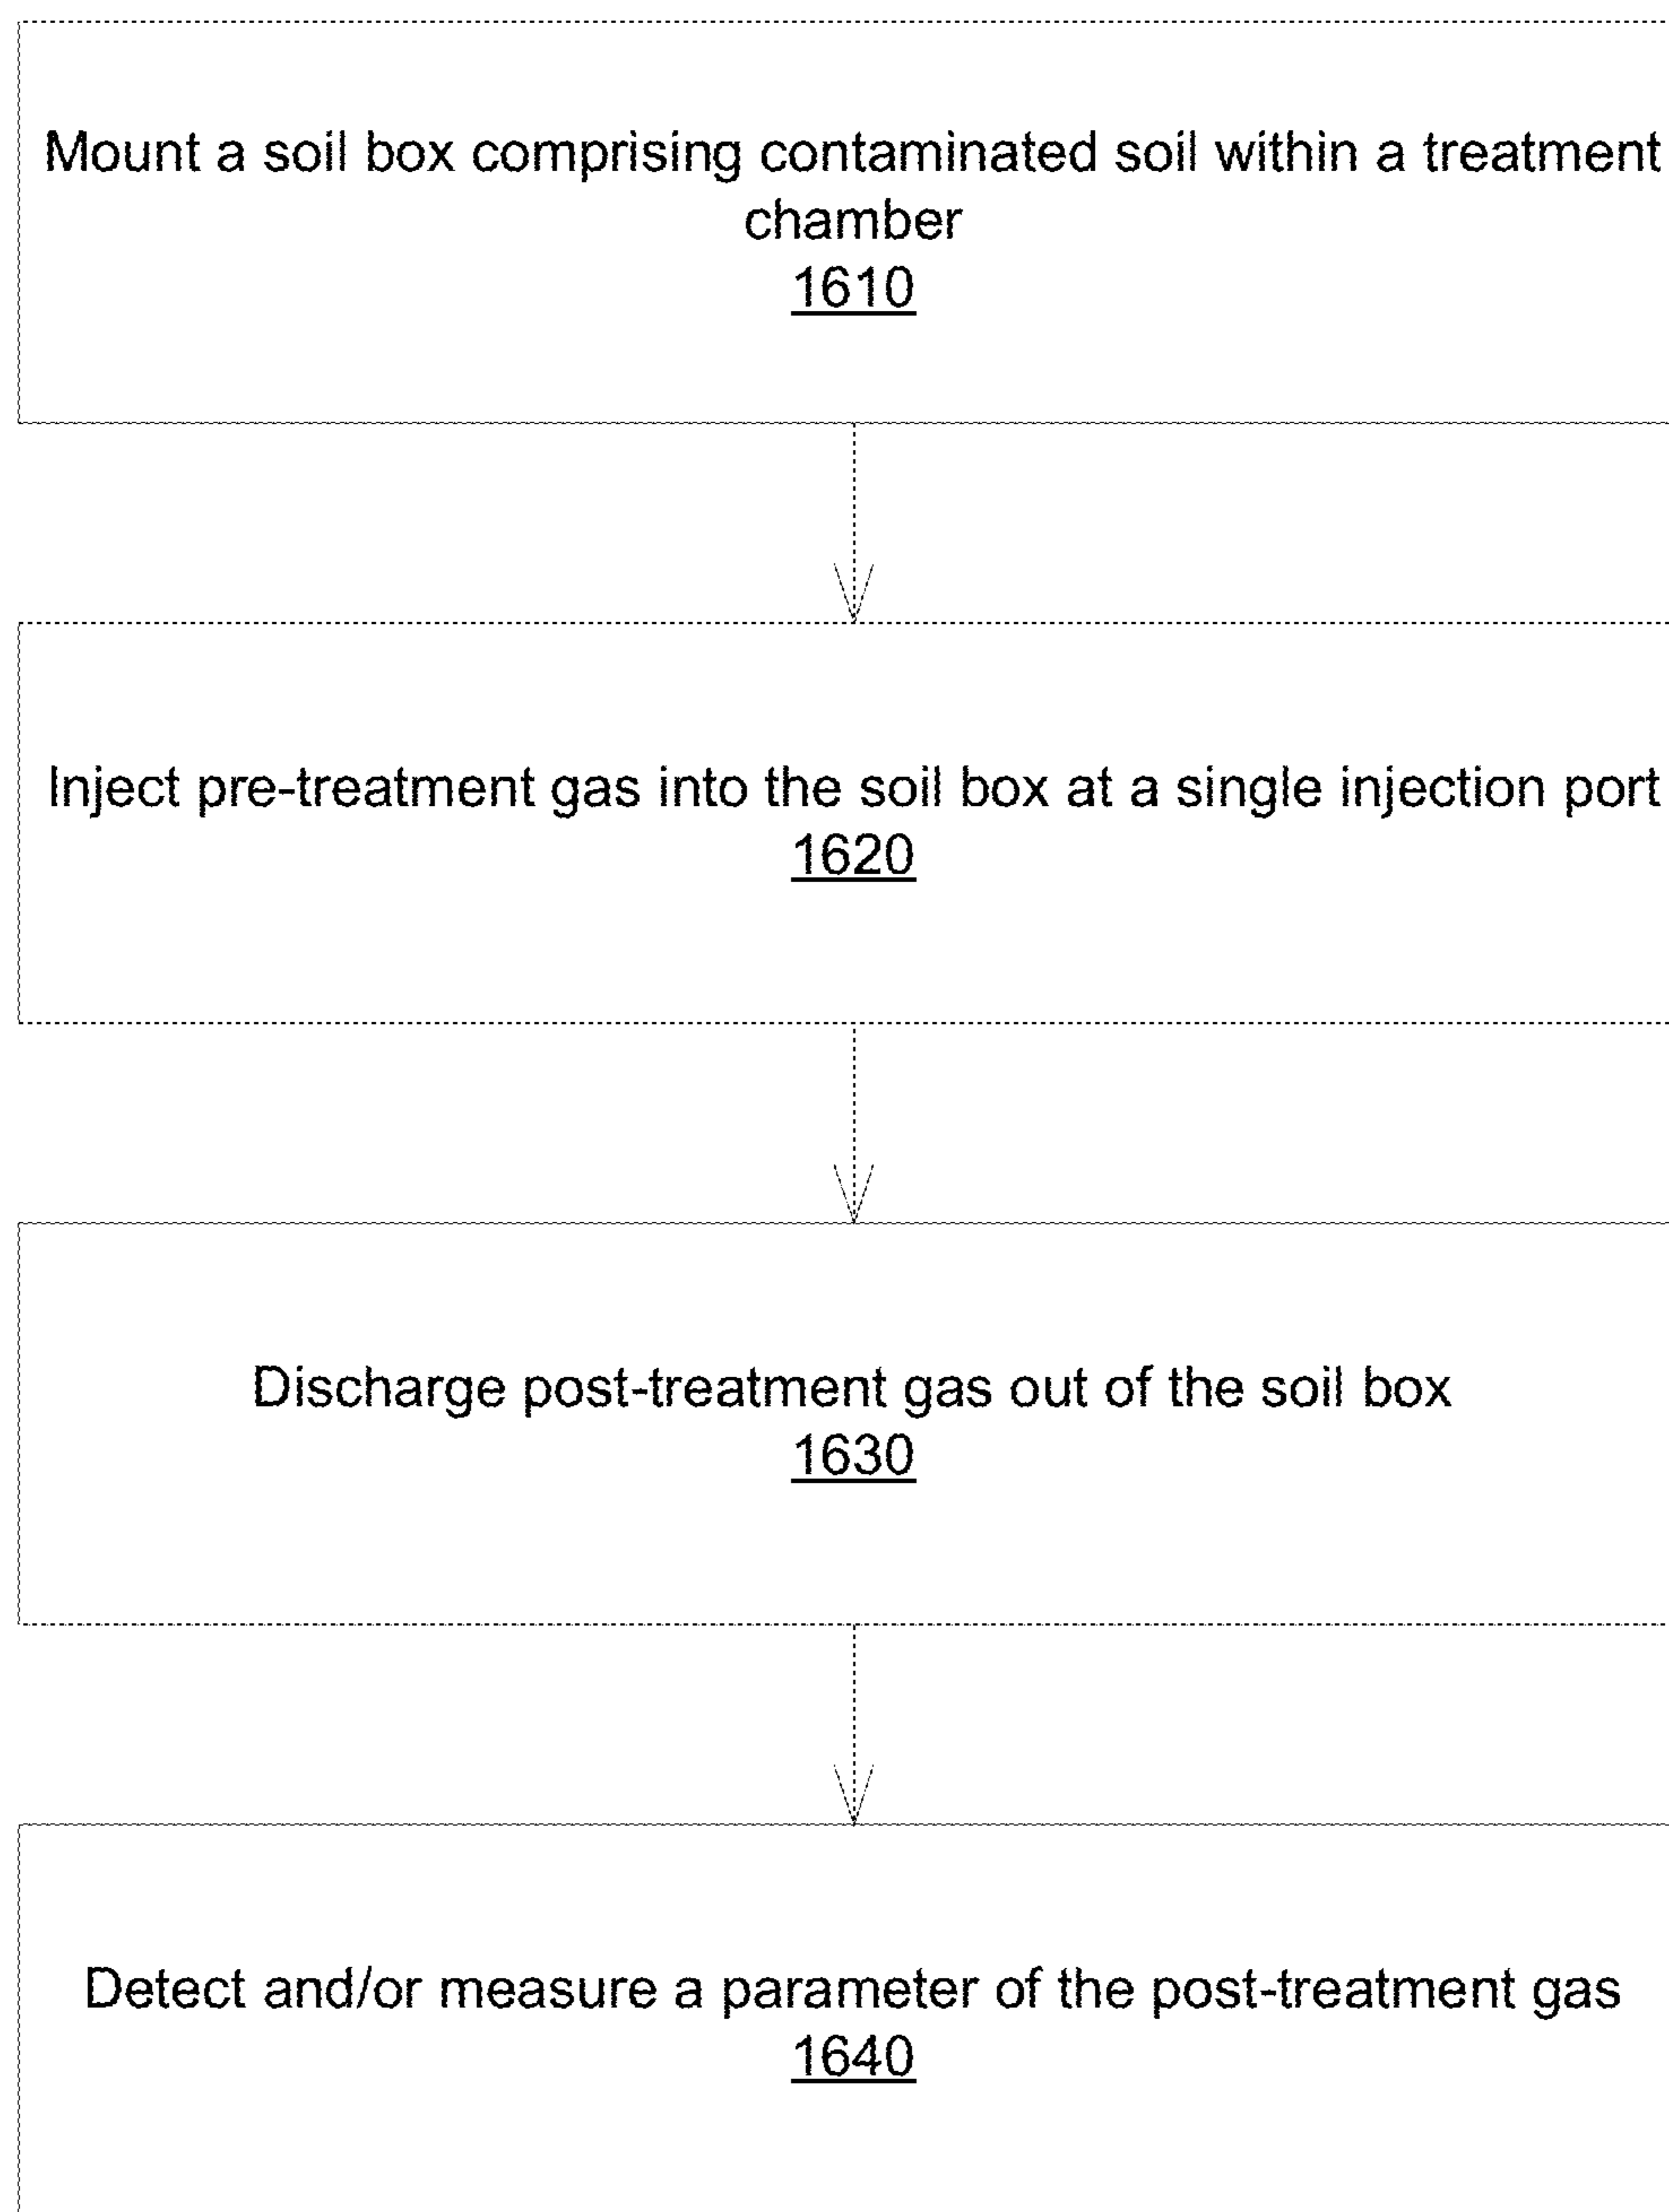 Mount a soil box comprising contaminated soil within a treatment
chamber
1610
Inject pre-treatment gas into the soil box at a single injection port
1620
Discharge post-treatment gas out of the soil box
1630
Detect and/or measure a parameter of the post-treatment gas
1640